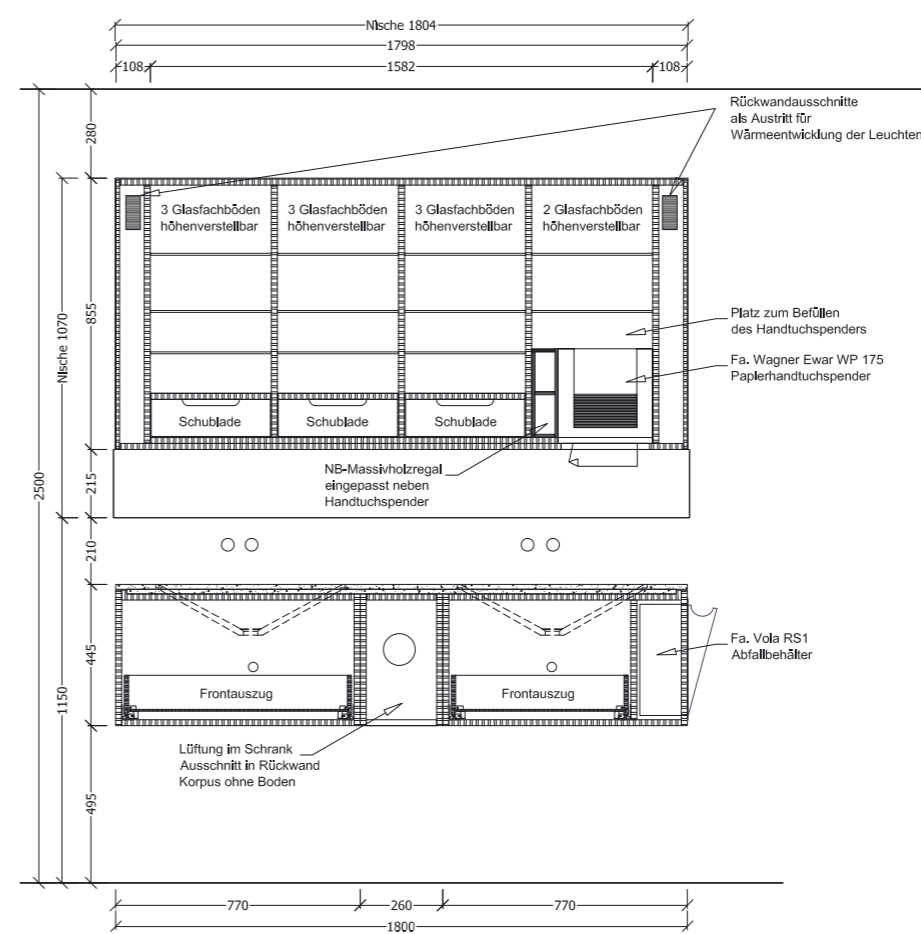 Nische 1804
1798
108
1582
108
Rückwandausschnitte
als Austritt für
Wärmeentwicklung der Leuchten
280
3 Glasfachböden
höhenverstellbar
3 Glasfachböden
höhenverstellbar
3 Glasfachböden
höhenverstellbar
2 Glasfachböden
höhenverstellbar
Nische 1070
855
Platz zum Befüllen
des Handtuchspenders
Fa. Wagner Ewar WP 175
Papierhandtuchspender
Schublade
Schublade
Schublade
NB-Massivholzregal
eingepasst neben
Handtuchspender
2500
215
210
445
1150
Fa. Vola RS1
Abfallbehälter
Frontauszug
Frontauszug
Lüftung im Schrank
Ausschnitt in Rückwand
Korpus ohne Boden
495
770
260
770
1800